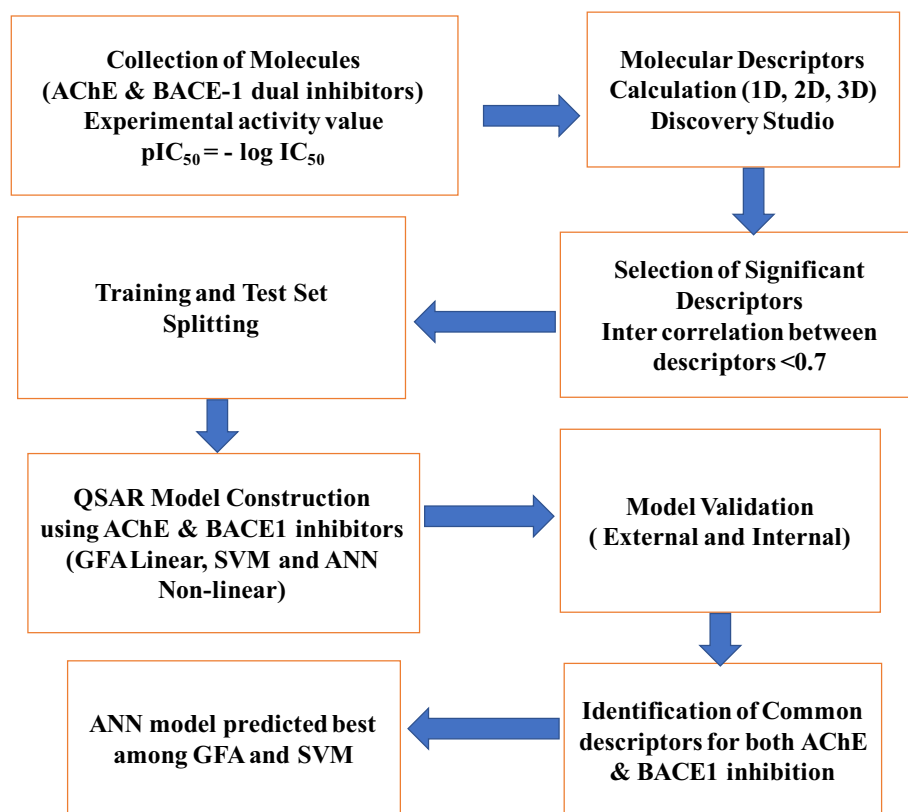 Collection of Molecules
(AChE & BACE-1 dual inhibitors)
Experimental activity value
pIC₅₀ = - log IC₅₀
Molecular Descriptors
Calculation (1D, 2D, 3D)
Discovery Studio
Selection of Significant
Descriptors
Inter correlation between
descriptors <0.7
Training and Test Set
Splitting
QSAR Model Construction
using AChE & BACE1 inhibitors
(GFA Linear, SVM and ANN
Non-linear)
Model Validation
( External and Internal)
Identification of Common
descriptors for both AChE
& BACE1 inhibition
ANN model predicted best
among GFA and SVM